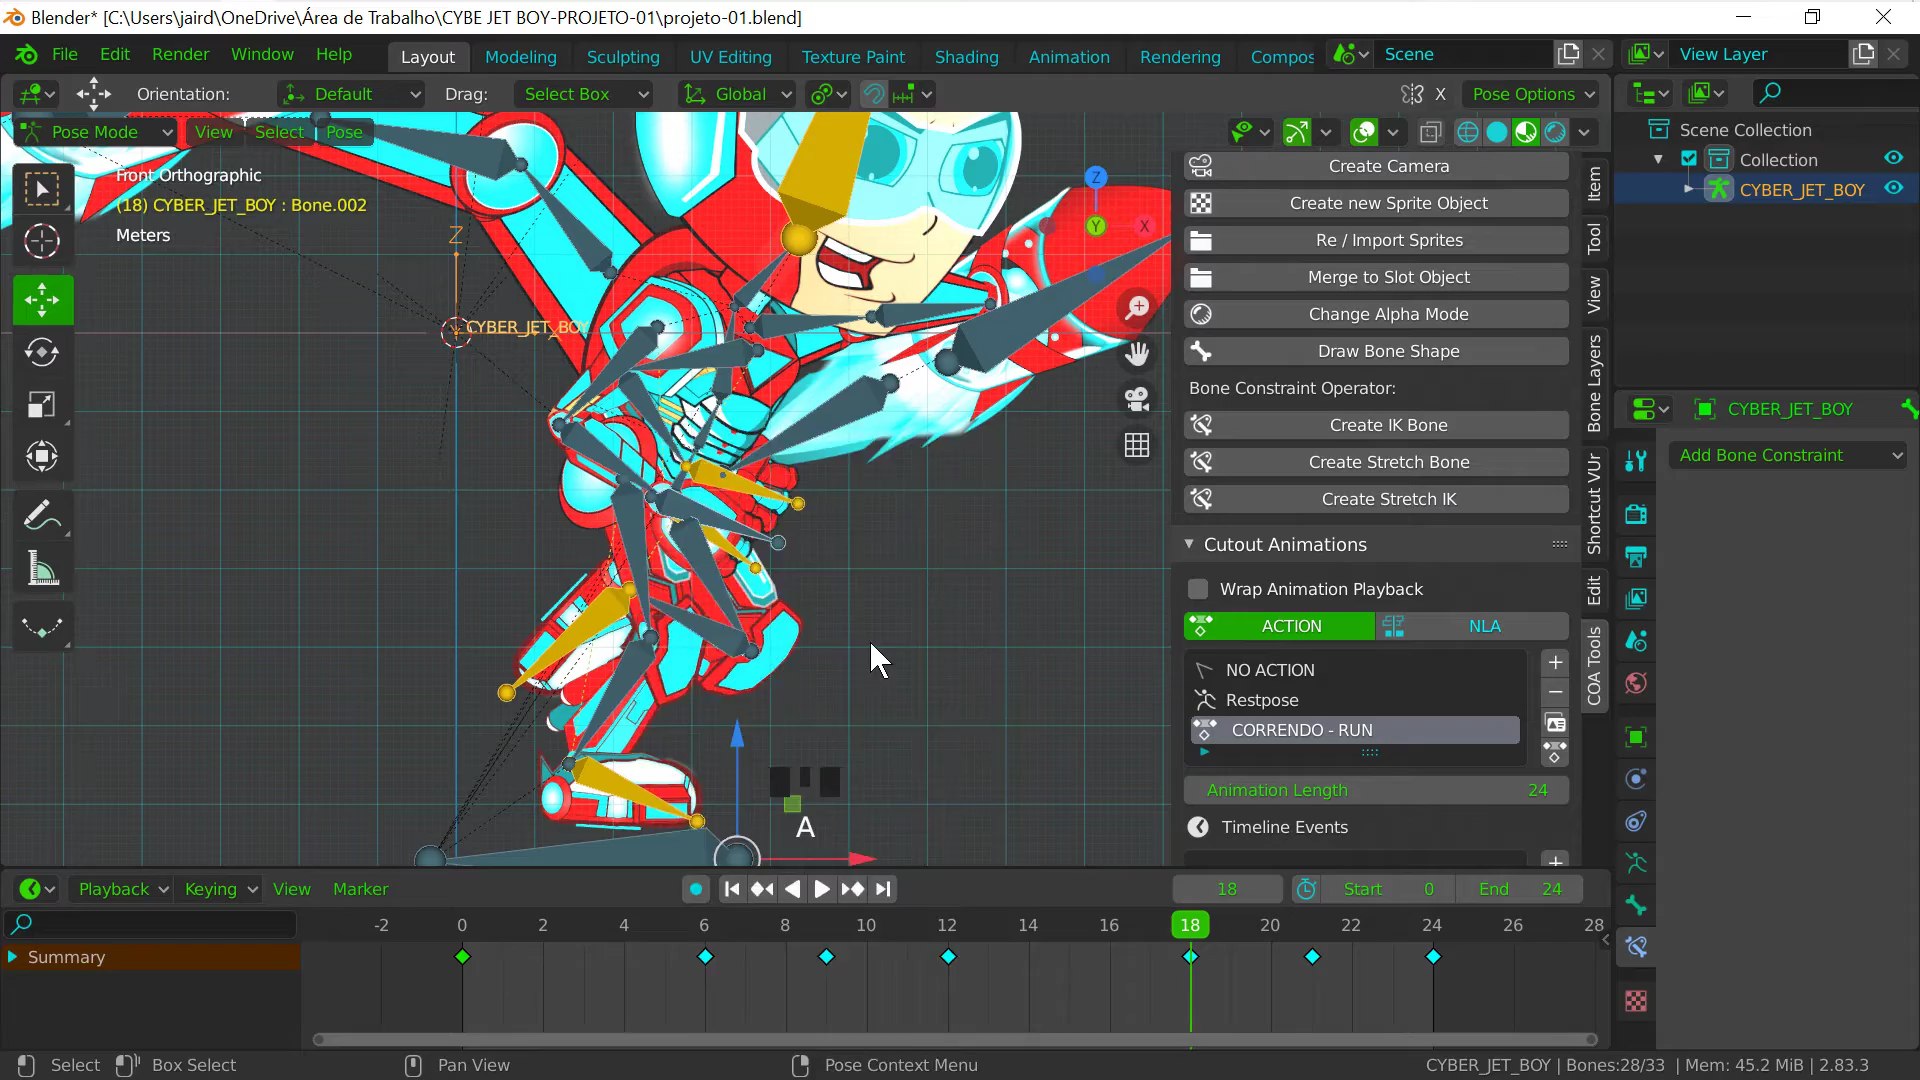 Blender* [C:\Users\jaird\OneDrive\Área de Trabalho\CYBE JET BOY-PROJETO-01\projeto-01.blend]
File Edit Render Window Help Layout Modeling Sculpting UV Editing Texture Paint Shading Animation Rendering Compos Scene View Layer
Orientation: Default Drag: Select Box Global X Pose Options
Pose Mode View Select Pose
Front Orthographic
(18) CYBER_JET_BOY : Bone.002
Meters
Z
CYBER_JET_BOY
Z
Y
X
A
Create Camera
Create new Sprite Object
Re / Import Sprites
Merge to Slot Object
Change Alpha Mode
Draw Bone Shape
Bone Constraint Operator:
Create IK Bone
Create Stretch Bone
Create Stretch IK
Cutout Animations
Wrap Animation Playback
ACTION NLA
NO ACTION
Restpose
CORRENDO - RUN
Animation Length 24
Timeline Events
Item
Tool
View
Bone Layers
Shortcut VUr
Edit
COA Tools
Scene Collection
Collection
CYBER_JET_BOY
CYBER_JET_BOY
Add Bone Constraint
Playback Keying View Marker 18 Start 0 End 24
-2 0 2 4 6 8 10 12 14 16 18 20 22 24 26 28
Summary
Select Box Select Pan View Pose Context Menu CYBER_JET_BOY | Bones:28/33 | Mem: 45.2 MiB | 2.83.3